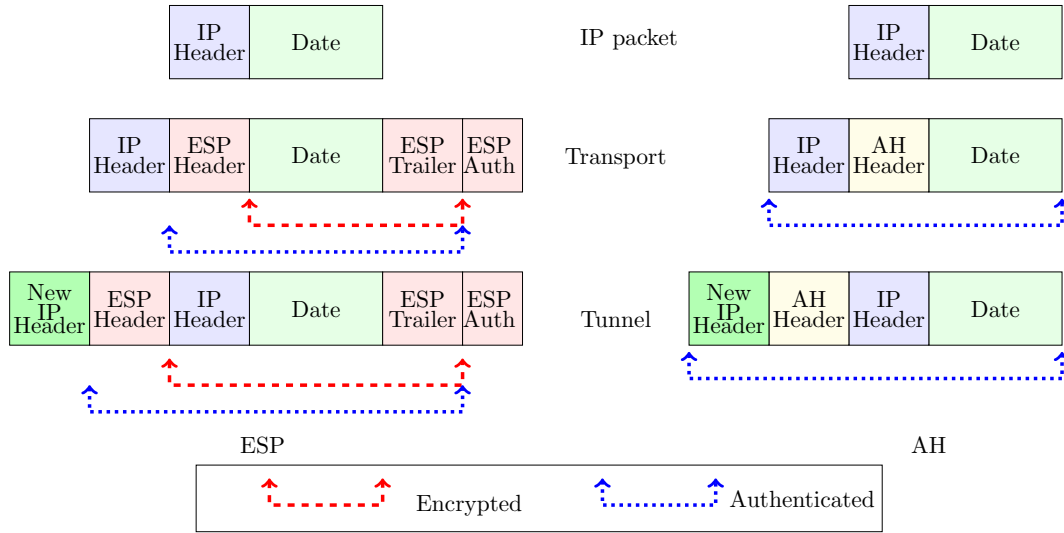 IP
Header
Date
IP packet
IP
Header
Date
IP
Header
ESP
Header
Date
ESP
Trailer
ESP
Auth
Transport
IP
Header
AH
Header
Date
New
IP
Header
ESP
Header
IP
Header
Date
ESP
Trailer
ESP
Auth
Tunnel
New
IP
Header
AH
Header
IP
Header
Date
ESP
AH
Encrypted
Authenticated